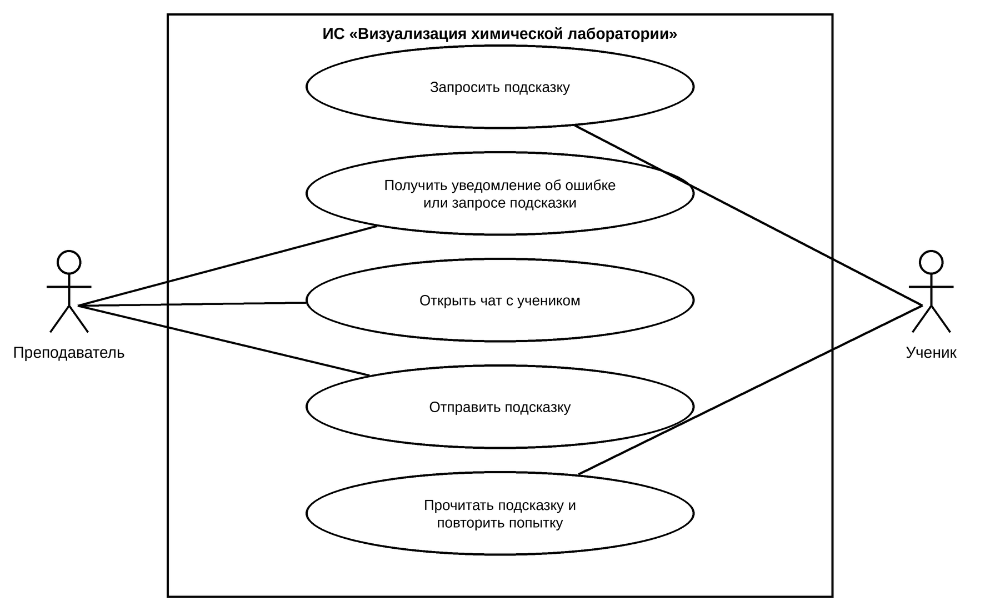 ИС «Визуализация химической лаборатории»
Запросить подсказку
Получить уведомление об ошибке
или запросе подсказки
Открыть чат с учеником
Преподаватель
Ученик
Отправить подсказку
Прочитать подсказку и
повторить попытку